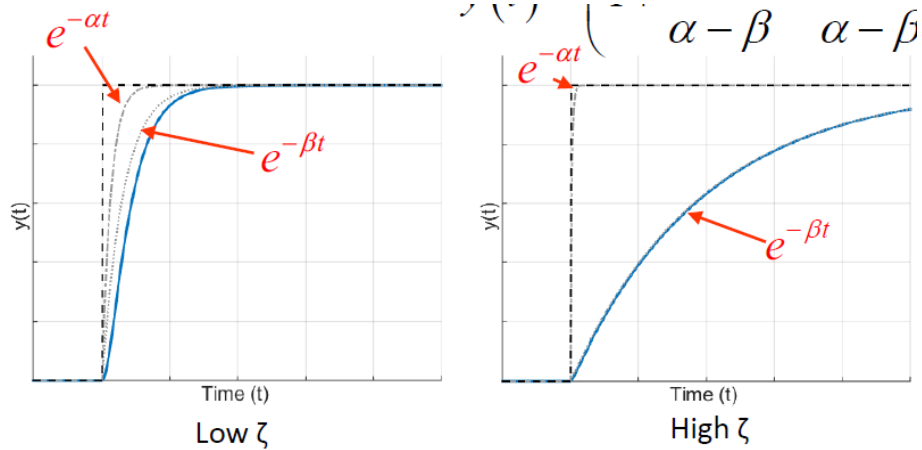 α − β α − β
e^{-αt}
e^{-βt}
y(t)
Time (t)
Low ζ
e^{-αt}
e^{-βt}
y(t)
Time (t)
High ζ